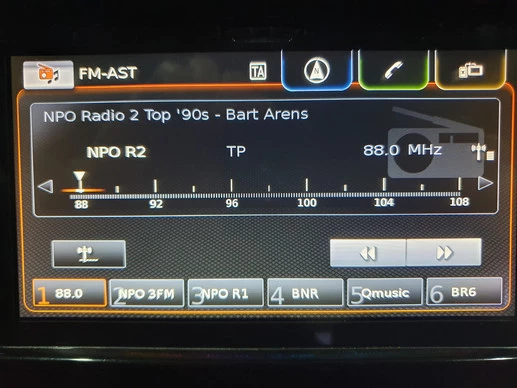 FM-AST TA
NPO Radio 2 Top '90s - Bart Arens
NPO R2 TP 88.0 MHz
88 92 96 100 104 108
1 88.0 2 NPO 3FM 3 NPO R1 4 BNR 5 Qmusic 6 BR6